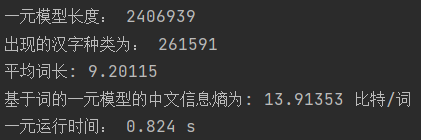 一元模型长度： 2406939
出现的汉字种类为： 261591
平均词长: 9.20115
基于词的一元模型的中文信息熵为: 13.91353 比特/词
一元运行时间： 0.824 s